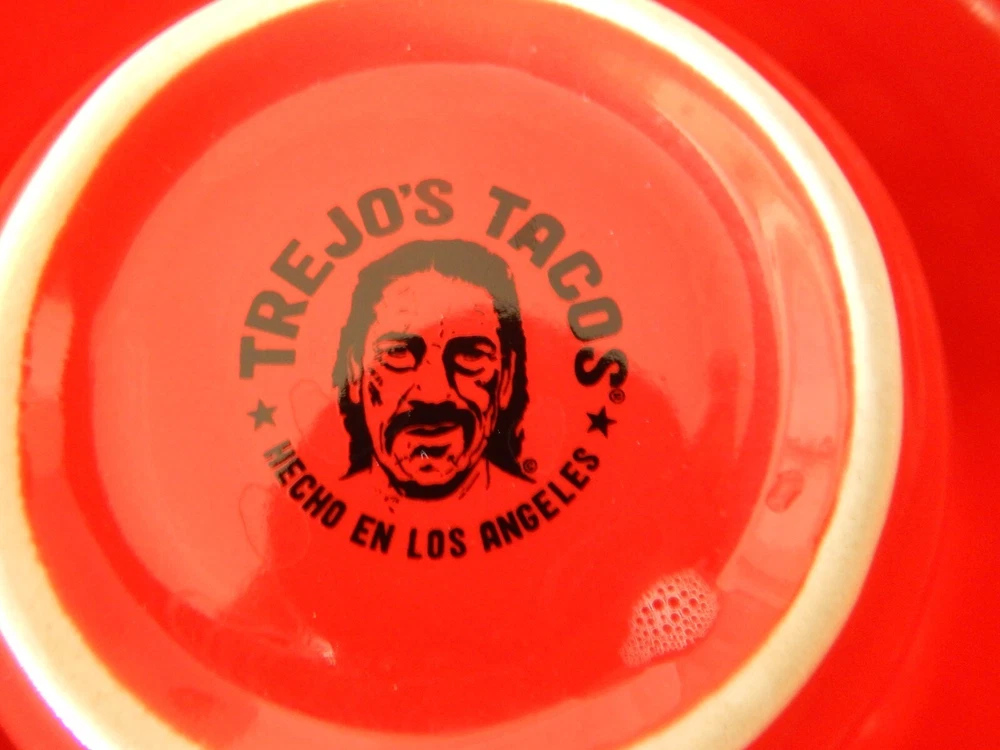 TREJO'S TACOS®
©
★ HECHO EN LOS ANGELES ★